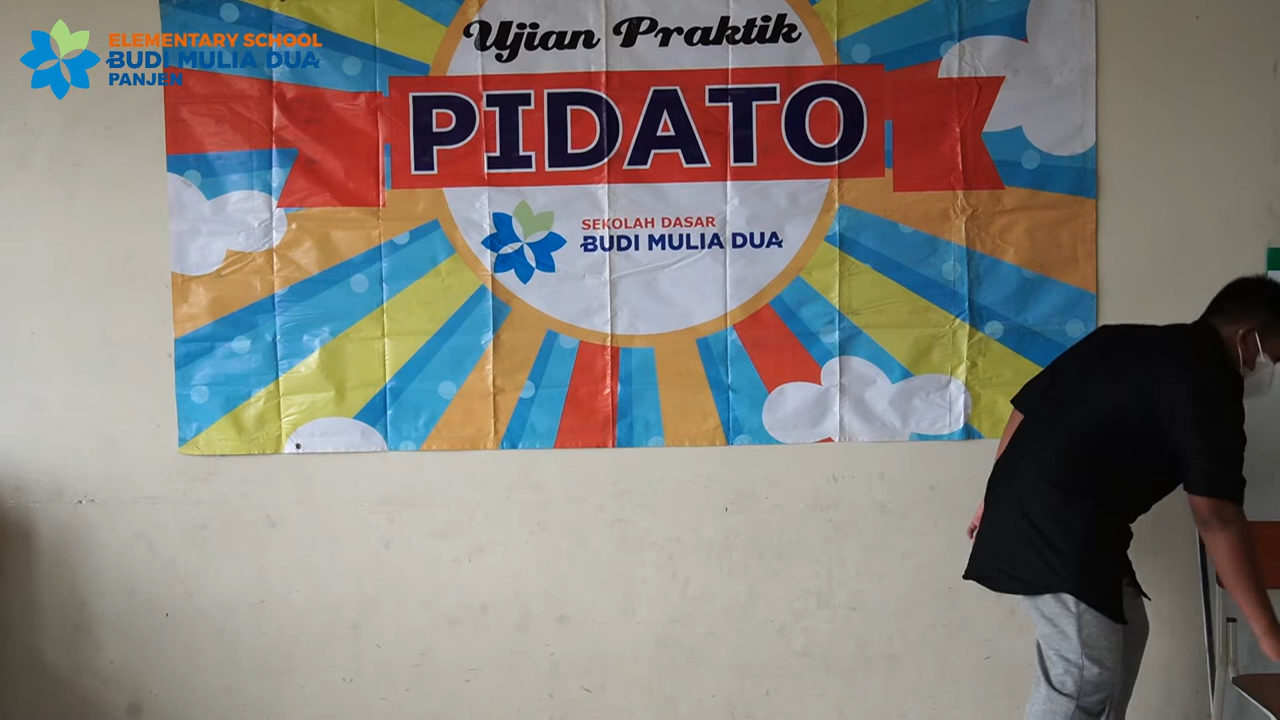 ELEMENTARY SCHOOL
BUDI MULIA DUA
PANJEN
Ujian Praktik
PIDATO
SEKOLAH DASAR
BUDI MULIA DUA